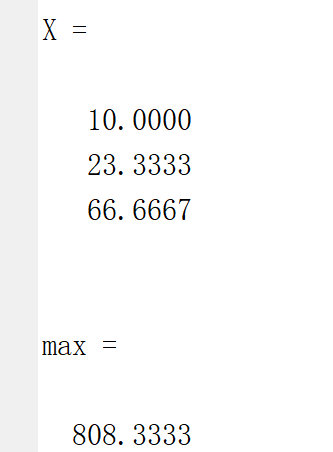 X =
10.0000
23.3333
66.6667
max =
808.3333